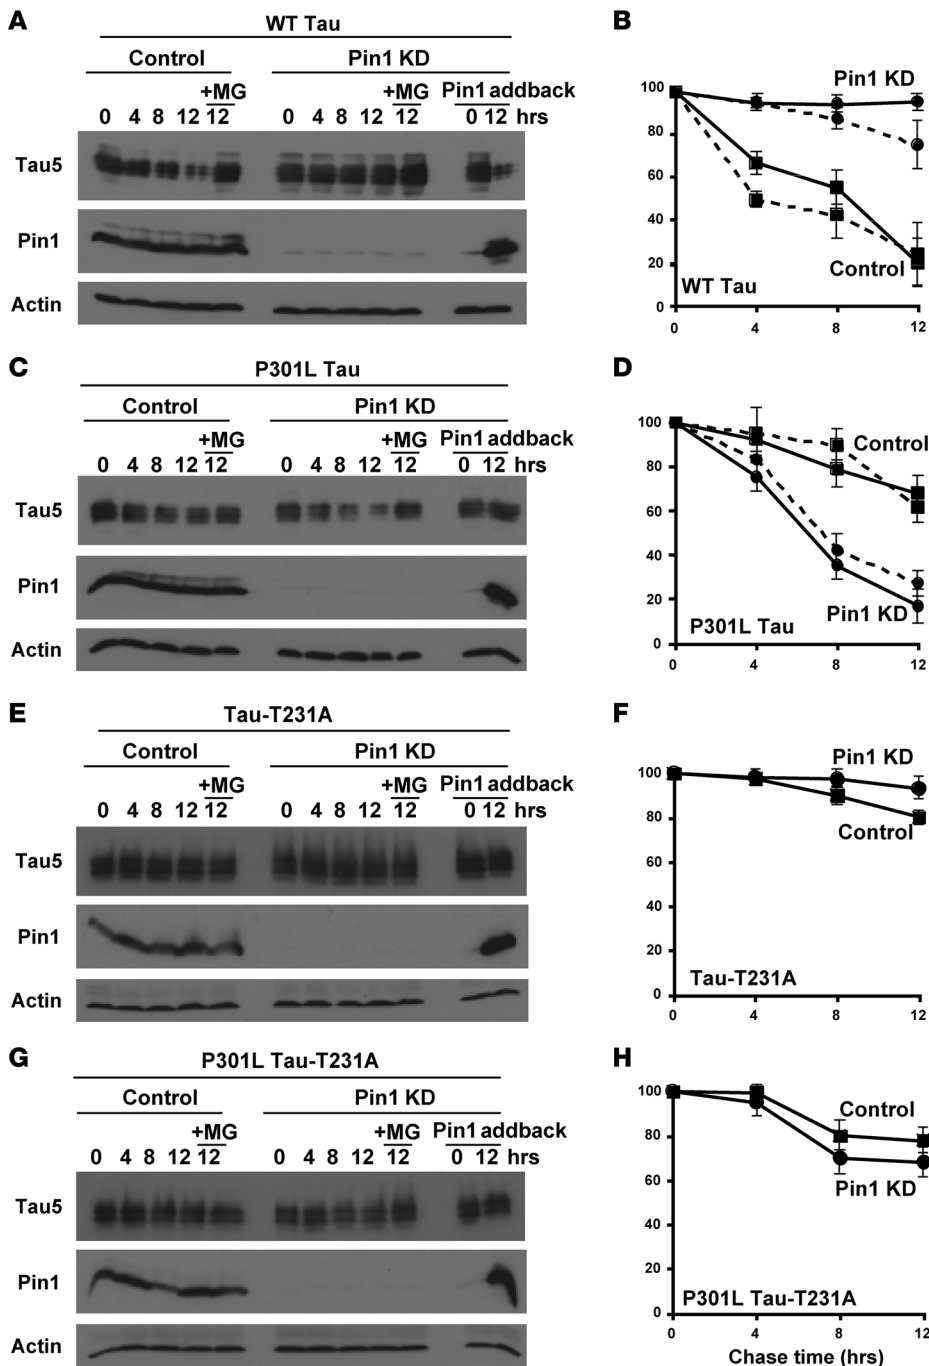 A
WT Tau
Control
Pin1 KD
+MG
+MG
Pin1 addback
0 4 8 12 12
0 4 8 12 12
0 12 hrs
Tau5
Pin1
Actin
B
Pin1 KD
100
80
60
40
20
0
Control
WT Tau
0 4 8 12
C
P301L Tau
Control
Pin1 KD
+MG
+MG
Pin1 addback
0 4 8 12 12
0 4 8 12 12
0 12 hrs
Tau5
Pin1
Actin
D
100
80
60
40
20
0
Control
Pin1 KD
P301L Tau
0 4 8 12
E
Tau-T231A
Control
Pin1 KD
+MG
+MG
Pin1 addback
0 4 8 12 12
0 4 8 12 12
0 12 hrs
Tau5
Pin1
Actin
F
Pin1 KD
100
80
60
40
20
0
Control
Tau-T231A
0 4 8 12
G
P301L Tau-T231A
Control
Pin1 KD
+MG
+MG
Pin1 addback
0 4 8 12 12
0 4 8 12 12
0 12 hrs
Tau5
Pin1
Actin
H
100
80
60
40
20
0
Control
Pin1 KD
P301L Tau-T231A
0 4 8 12
Chase time (hrs)